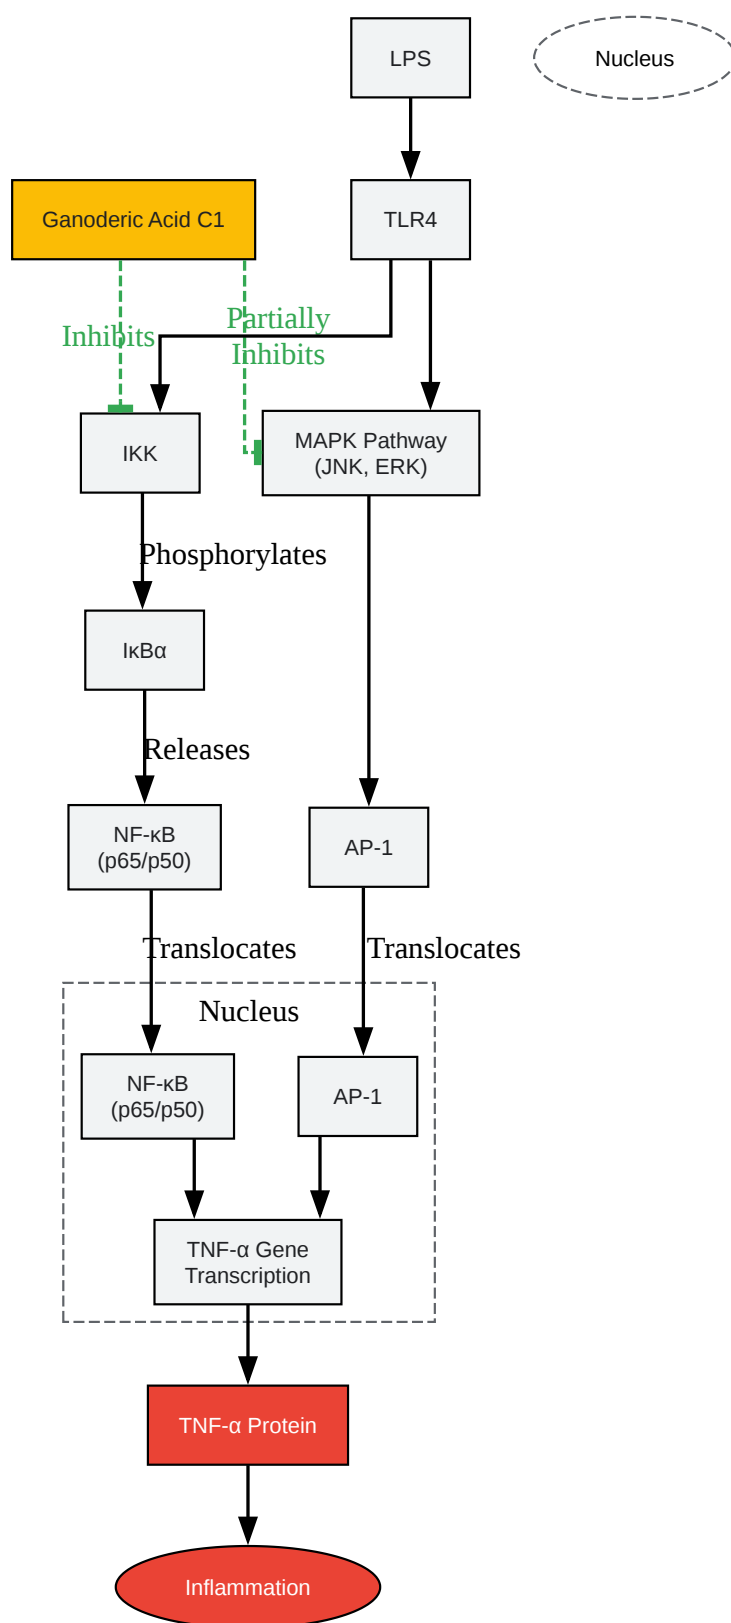 LPS
Nucleus
Ganoderic Acid C1
TLR4
Inhibits
Partially
Inhibits
IKK
MAPK Pathway
(JNK, ERK)
Phosphorylates
IκBα
Releases
NF-κB
(p65/p50)
AP-1
Translocates
Translocates
Nucleus
NF-κB
(p65/p50)
AP-1
TNF-α Gene
Transcription
TNF-α Protein
Inflammation